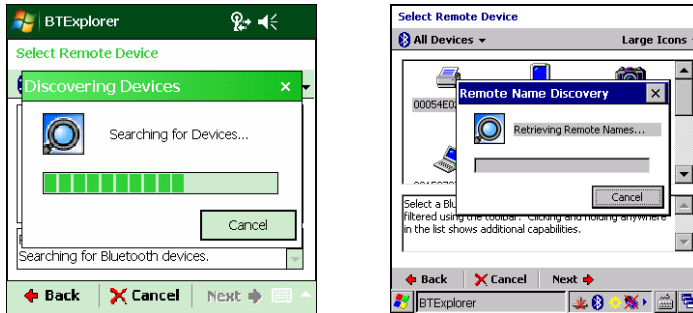 BTExplorer
Select Remote Device
Discovering Devices
Searching for Devices...
Cancel
Searching for Bluetooth devices.
Back Cancel Next
Select Remote Device
All Devices Large Icons
Remote Name Discovery
Retrieving Remote Names...
Cancel
Select a
filtered using the toolbar. Clicking and holding anywhere
in the list shows additional capabilities.
Back Cancel Next
BTExplorer